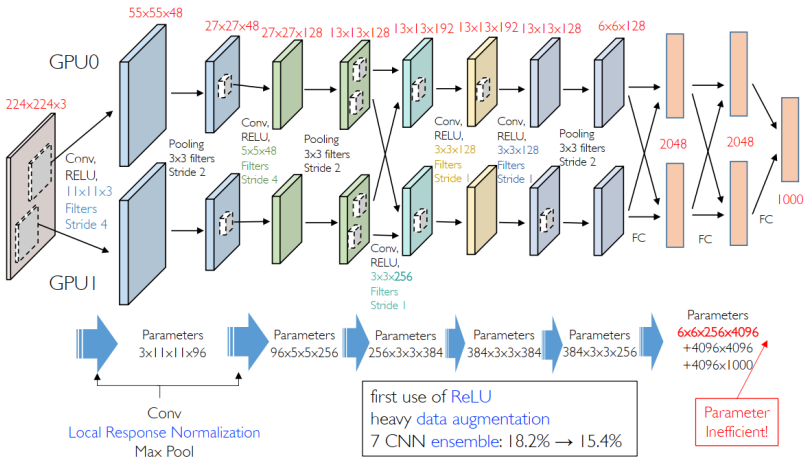 55x55x48
27x27x48
27x27x128
13x13x128
13x13x192
13x13x192
13x13x128
6x6x128
GPU0
224x224x3
Conv,
RELU,
11x11x3
Filters
Stride 4
Pooling
3x3 filters
Stride 2
Conv,
RELU,
5x5x48
Filters
Stride 4
Pooling
3x3 filters
Stride 2
Conv,
RELU,
3x3x128
Filters
Stride 1
Conv,
RELU,
3x3x128
Filters
Stride 1
Pooling
3x3 filters
Stride 2
2048
2048
1000
FC
FC
FC
Conv,
RELU,
3x3x256
Filters
Stride 1
GPU1
Parameters
3x11x11x96
Parameters
96x5x5x256
Parameters
256x3x3x384
Parameters
384x3x3x384
Parameters
384x3x3x256
Parameters
6x6x256x4096
+4096x4096
+4096x1000
Conv
Local Response Normalization
Max Pool
first use of ReLU
heavy data augmentation
7 CNN ensemble: 18.2% → 15.4%
Parameter
Inefficient!